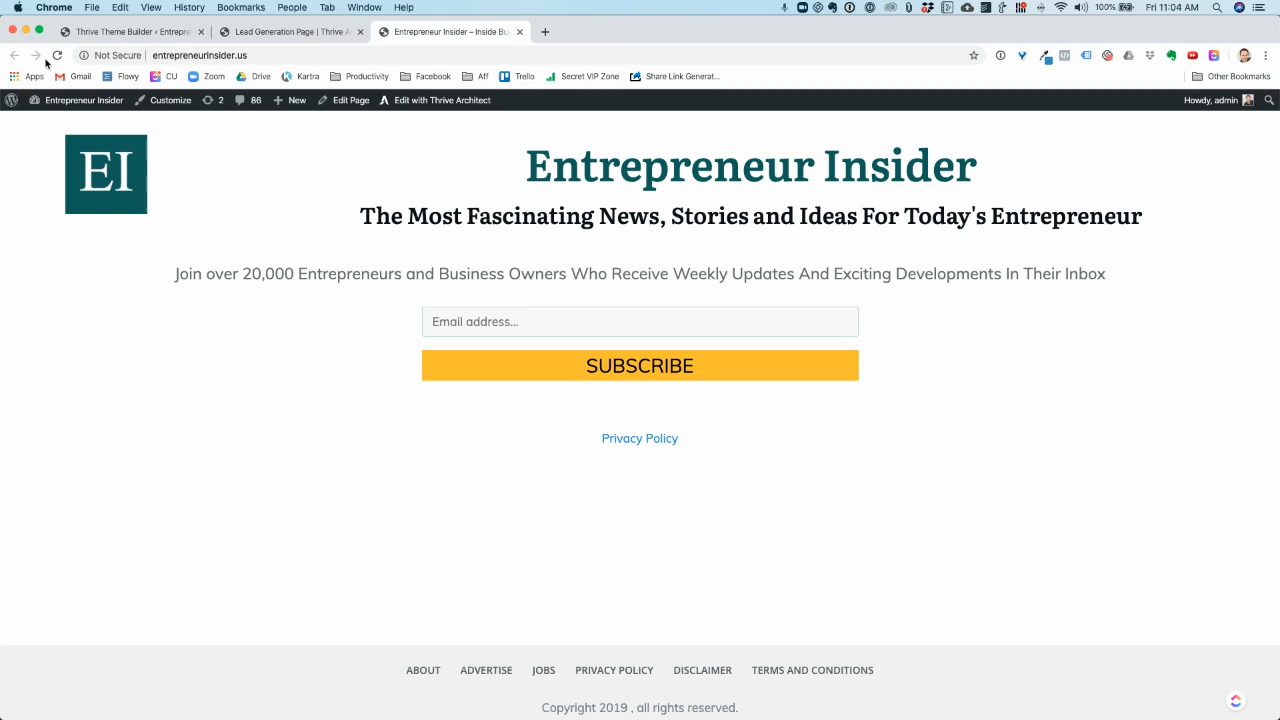 Chrome File Edit View History Bookmarks People Tab Window Help 100% Fri 11:04 AM
Thrive Theme Builder ‹ Entrepre Lead Generation Page | Thrive A Entrepreneur Insider – Inside Bu
Not Secure entrepreneurinsider.us
Apps Gmail Flowy CU Zoom Drive Kartra Productivity Facebook Aff Trello Secret VIP Zone Share Link Generat... Other Bookmarks
Entrepreneur Insider Customize 2 86 New Edit Page Edit with Thrive Architect Howdy, admin
EI
Entrepreneur Insider
The Most Fascinating News, Stories and Ideas For Today's Entrepreneur
Join over 20,000 Entrepreneurs and Business Owners Who Receive Weekly Updates And Exciting Developments In Their Inbox
Email address...
SUBSCRIBE
Privacy Policy
ABOUT ADVERTISE JOBS PRIVACY POLICY DISCLAIMER TERMS AND CONDITIONS
Copyright 2019 , all rights reserved.